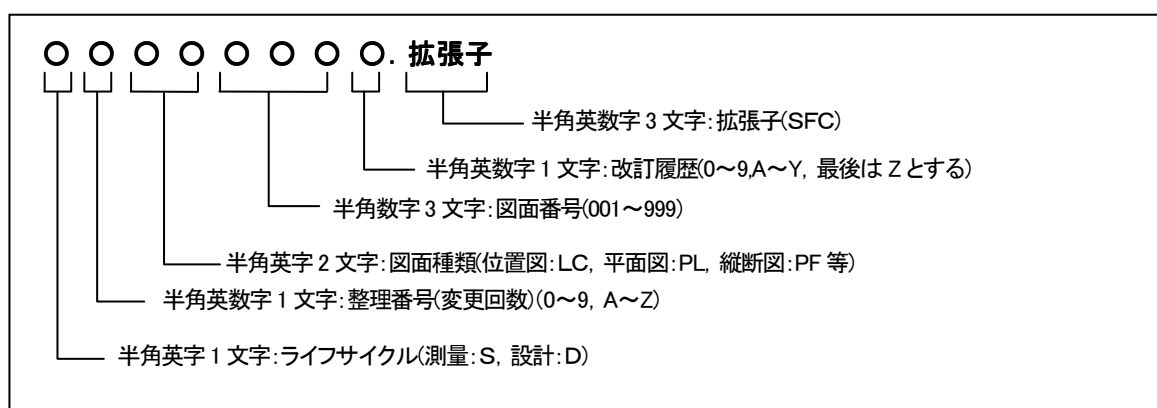 ○ ○ ○ ○ ○ ○ ○ ○. 拡張子
半角英数字 3 文字:拡張子(SFC)
半角英数字 1 文字:改訂履歴(0～9,A～Y, 最後は Z とする)
半角数字 3 文字:図面番号(001～999)
半角英字 2 文字:図面種類(位置図:LC, 平面図:PL, 縦断図:PF 等)
半角英数字 1 文字:整理番号(変更回数)(0～9, A～Z)
半角英字 1 文字:ライフサイクル(測量:S, 設計:D)